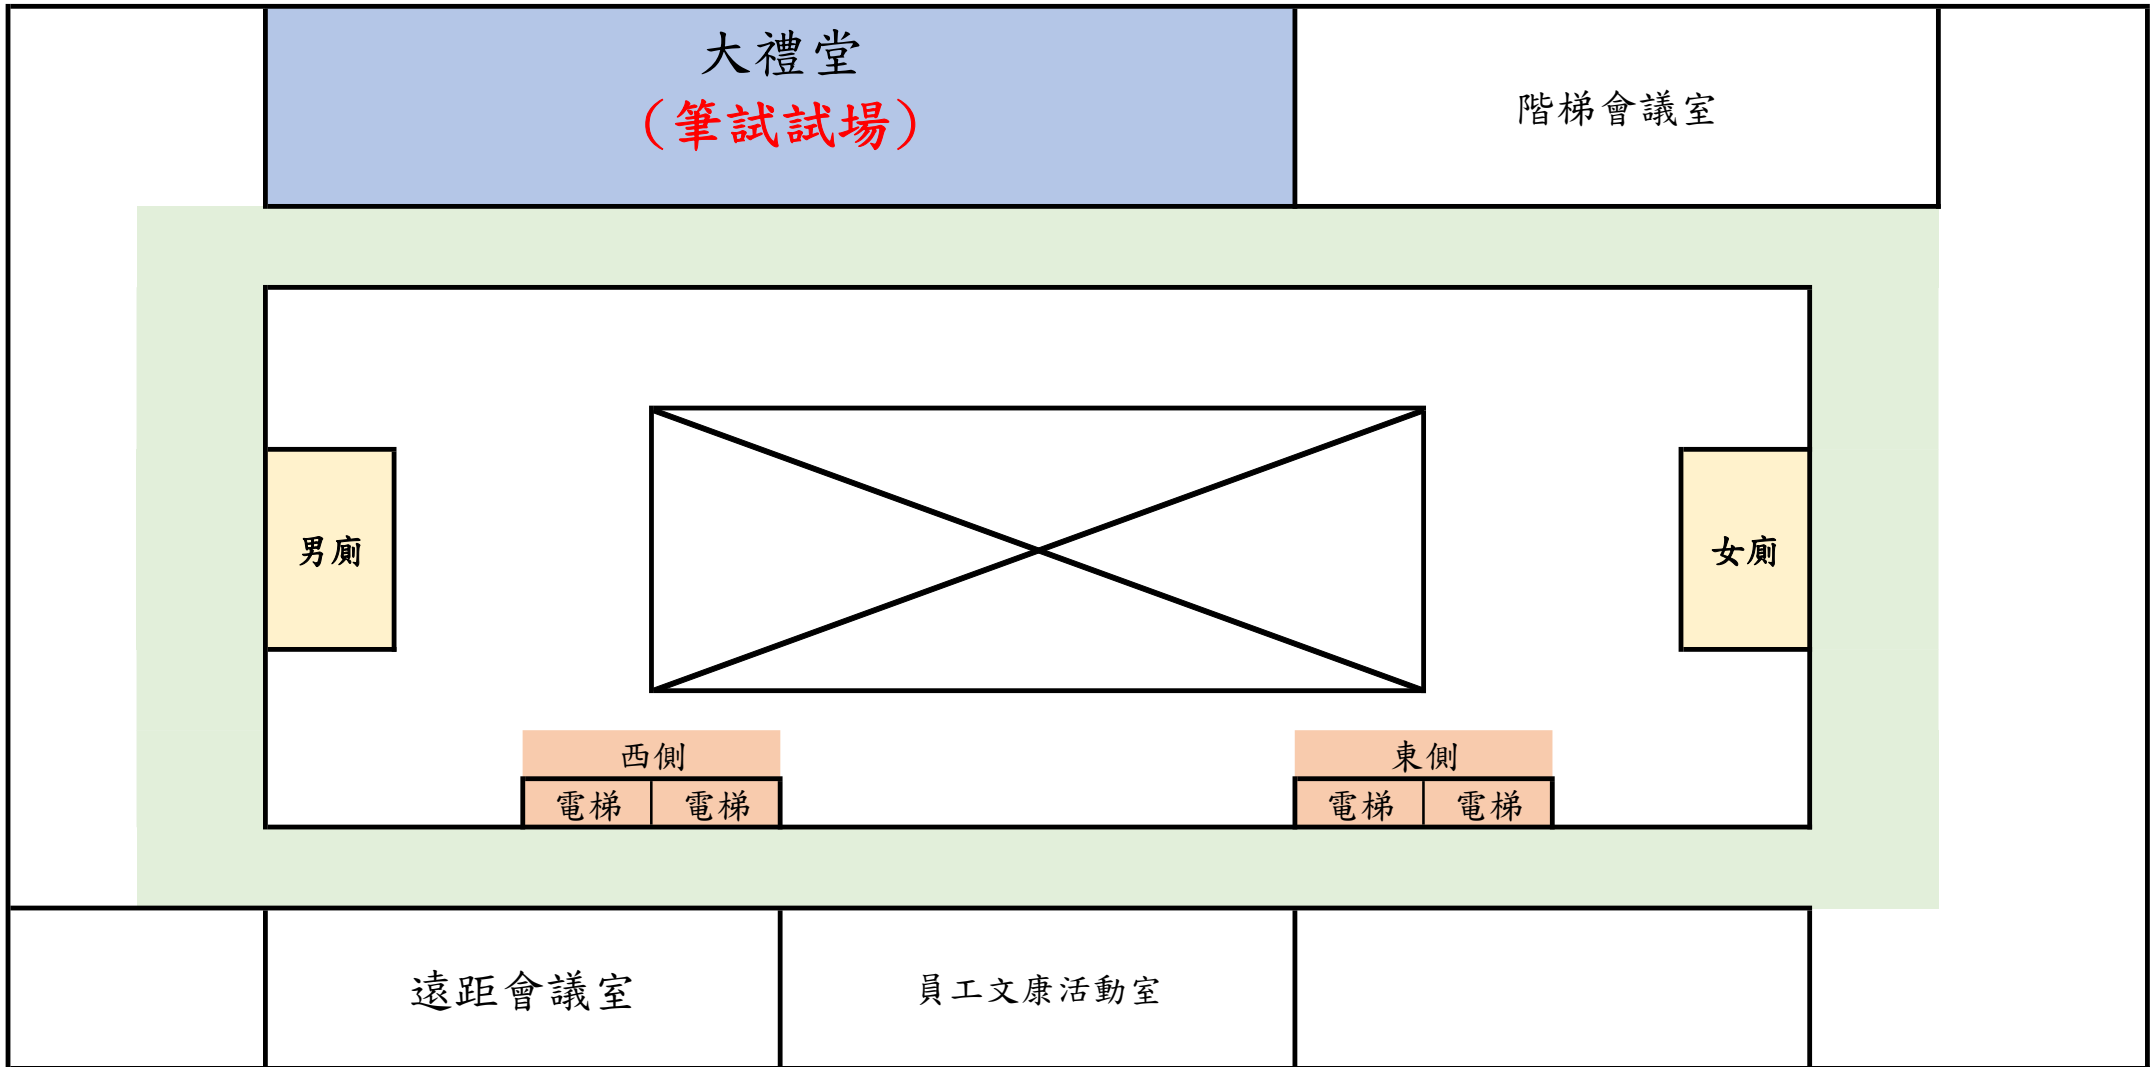 大禮堂
（筆試試場）
階梯會議室
男廁
女廁
西側
東側
電梯 電梯
電梯 電梯
遠距會議室
員工文康活動室